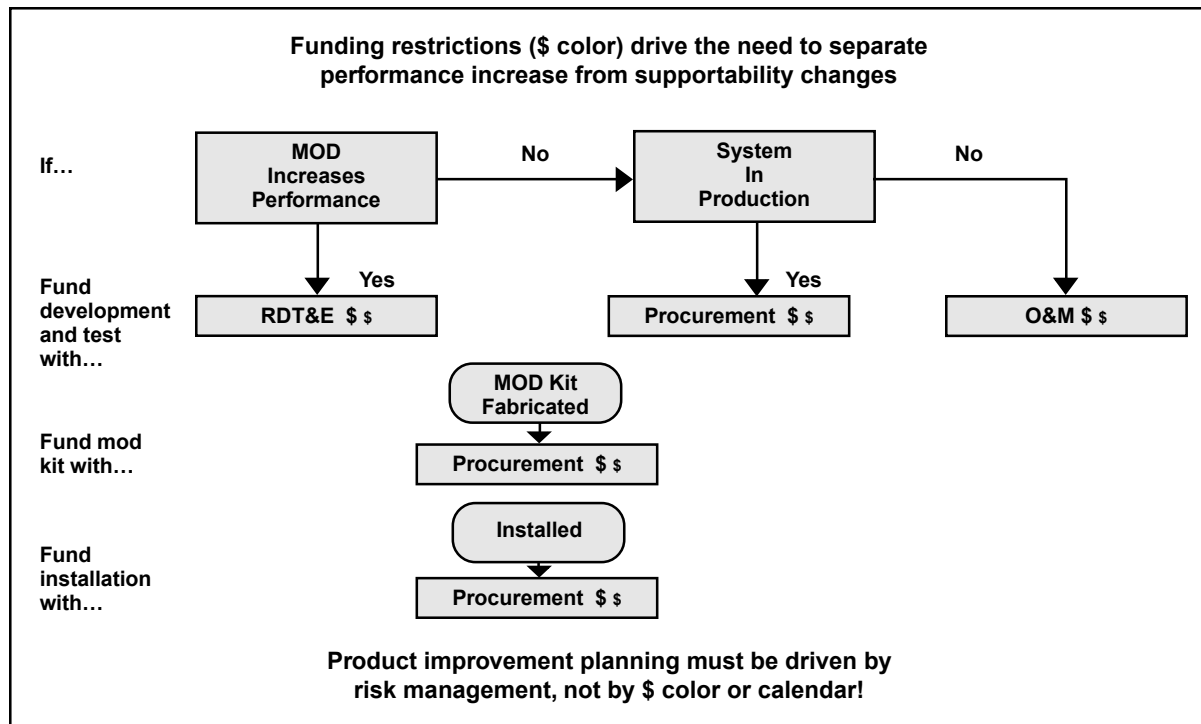 Funding restrictions ($ color) drive the need to separate
performance increase from supportability changes
If…
MOD
Increases
Performance
No
System
In
Production
No
Yes
Yes
Fund
development
and test
with…
RDT&E $ $
Procurement $ $
O&M $ $
MOD Kit
Fabricated
Fund mod
kit with…
Procurement $ $
Installed
Fund
installation
with…
Procurement $ $
Product improvement planning must be driven by
risk management, not by $ color or calendar!